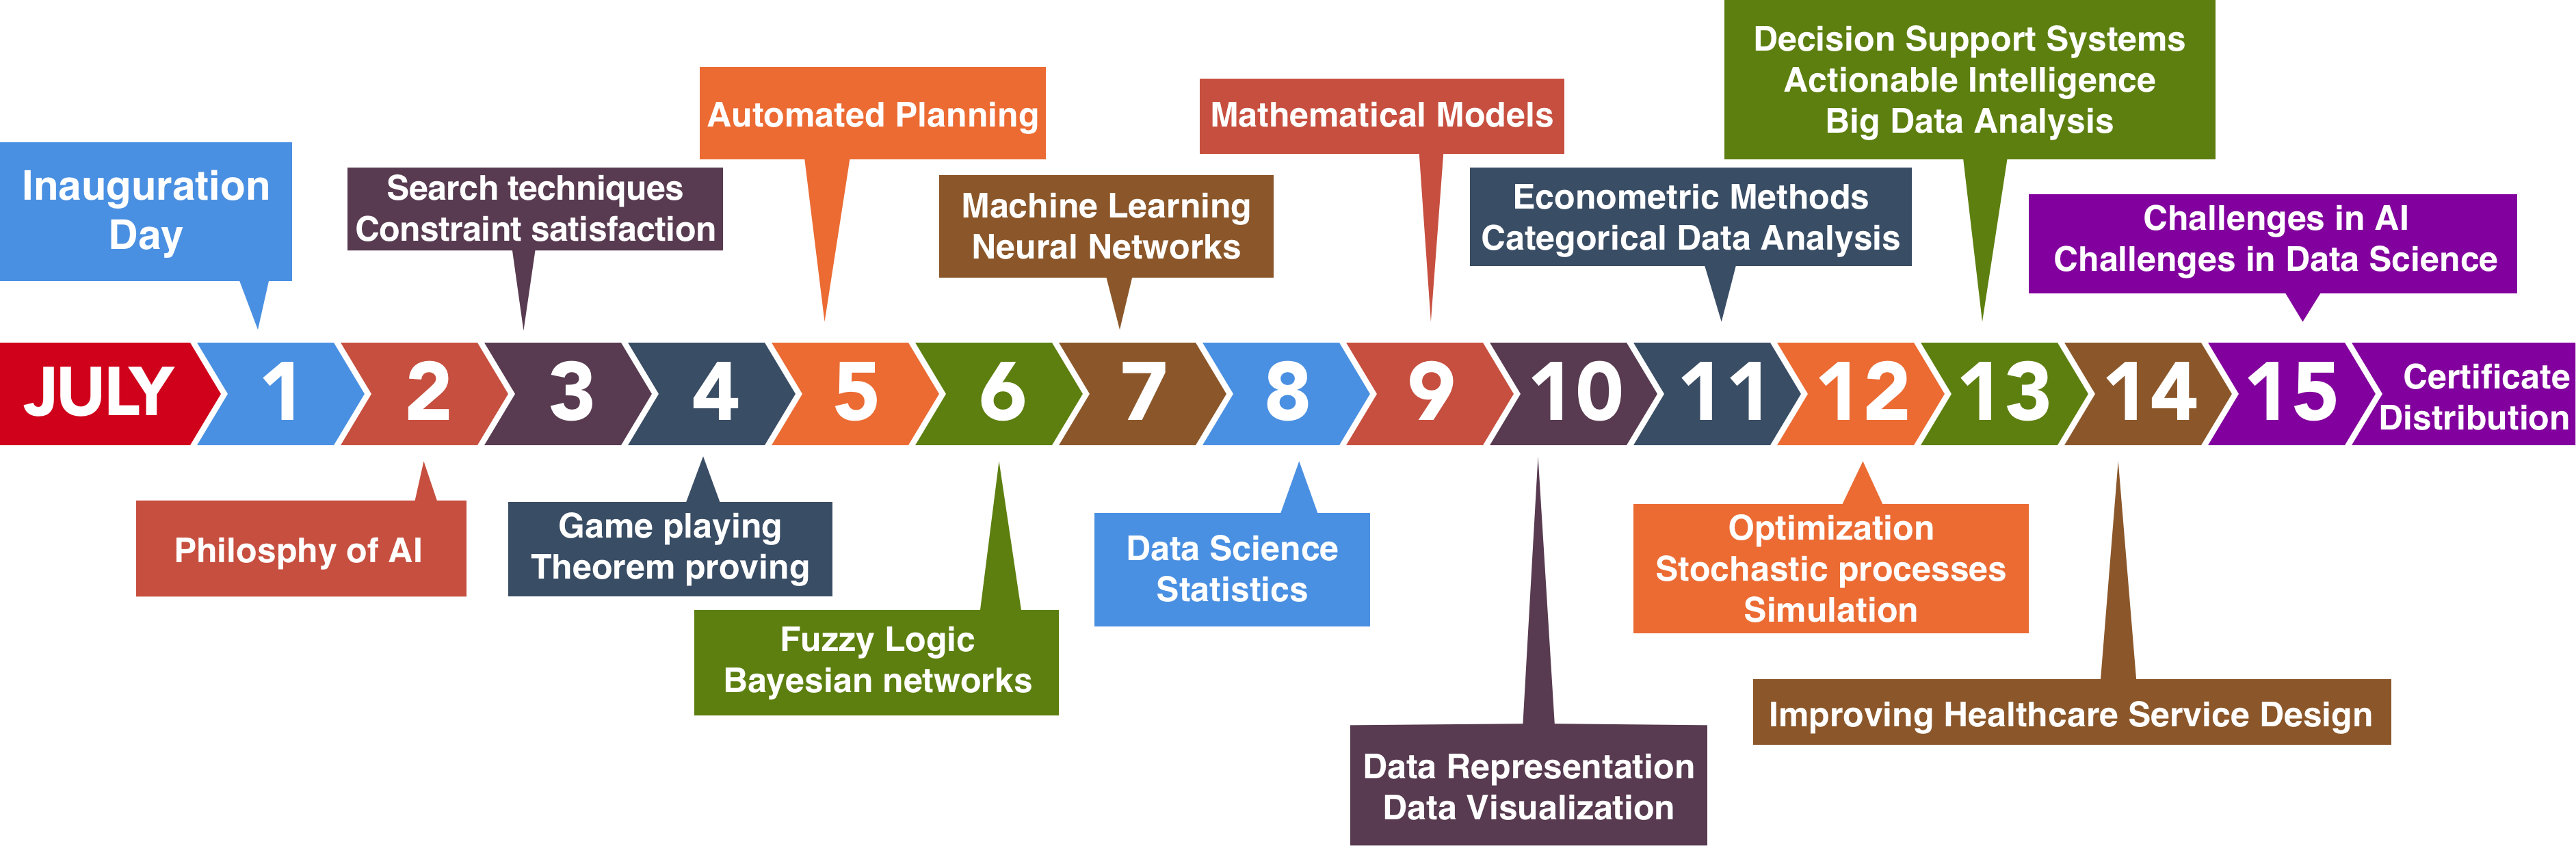 Decision Support Systems
Actionable Intelligence
Big Data Analysis
Automated Planning
Mathematical Models
Inauguration
Day
Search techniques
Constraint satisfaction
Machine Learning
Neural Networks
Econometric Methods
Categorical Data Analysis
Challenges in AI
Challenges in Data Science
JULY 1 2 3 4 5 6 7 8 9 10 11 12 13 14 15
Certificate
Distribution
Philosphy of AI
Game playing
Theorem proving
Data Science
Statistics
Optimization
Stochastic processes
Simulation
Fuzzy Logic
Bayesian networks
Improving Healthcare Service Design
Data Representation
Data Visualization